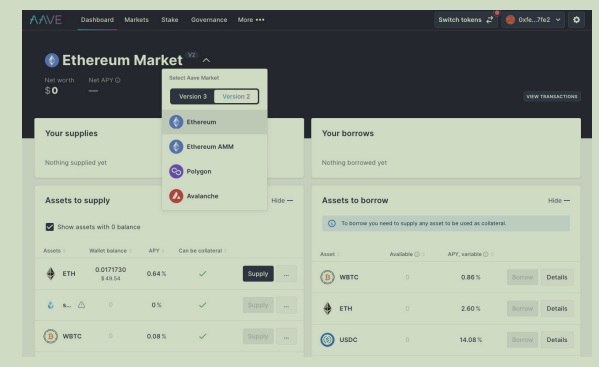 AAVE Dashboard Markets Stake Governance More ••• Switch tokens 0xfe...7fe2
Ethereum Market V2
Net worth Net APY
$0 —
Select Aave Market
Version 3 Version 2
VIEW TRANSACTIONS
Ethereum
Ethereum AMM
Polygon
Avalanche
Your supplies
Nothing supplied yet
Your borrows
Nothing borrowed yet
Assets to supply Hide —
Show assets with 0 balance
Assets Wallet balance APY Can be collateral
ETH 0.0171730 0.64% Supply ...
$49.54
s... 0 0% Supply ...
WBTC 0 0.08% Supply ...
Assets to borrow Hide —
To borrow you need to supply any asset to be used as collateral.
Asset Available APY, variable
WBTC 0 0.86% Borrow Details
ETH 0 2.60% Borrow Details
USDC 0 14.08% Borrow Details